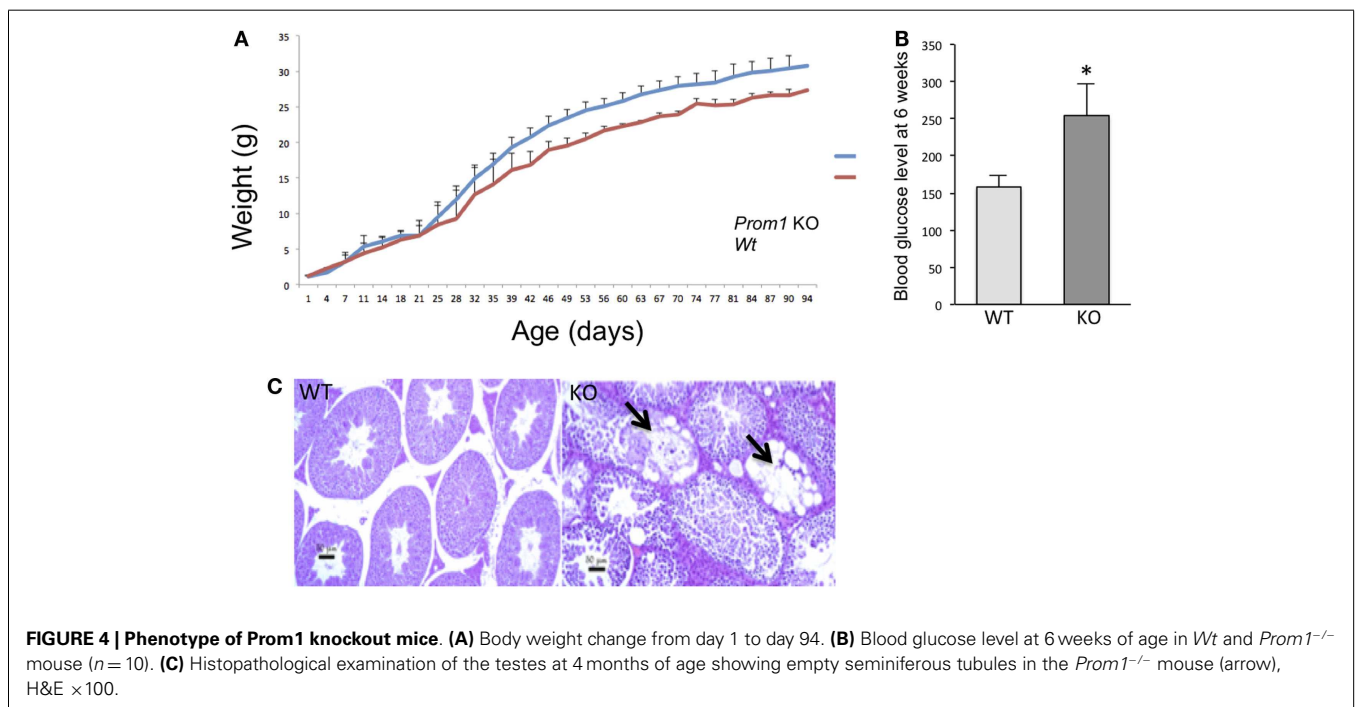 A
35
30
25
20
15
10
5
0
Weight (g)
Prom1 KO
Wt
1 4 7 11 14 18 21 25 28 32 35 39 42 46 49 53 56 60 63 67 70 74 77 81 84 87 90 94
Age (days)
B
350
300
250
200
150
100
50
0
Blood glucose level at 6 weeks
*
WT KO
C
WT
KO
FIGURE 4 | Phenotype of Prom1 knockout mice. (A) Body weight change from day 1 to day 94. (B) Blood glucose level at 6 weeks of age in Wt and Prom1−/−
mouse (n = 10). (C) Histopathological examination of the testes at 4 months of age showing empty seminiferous tubules in the Prom1−/− mouse (arrow),
H&E ×100.